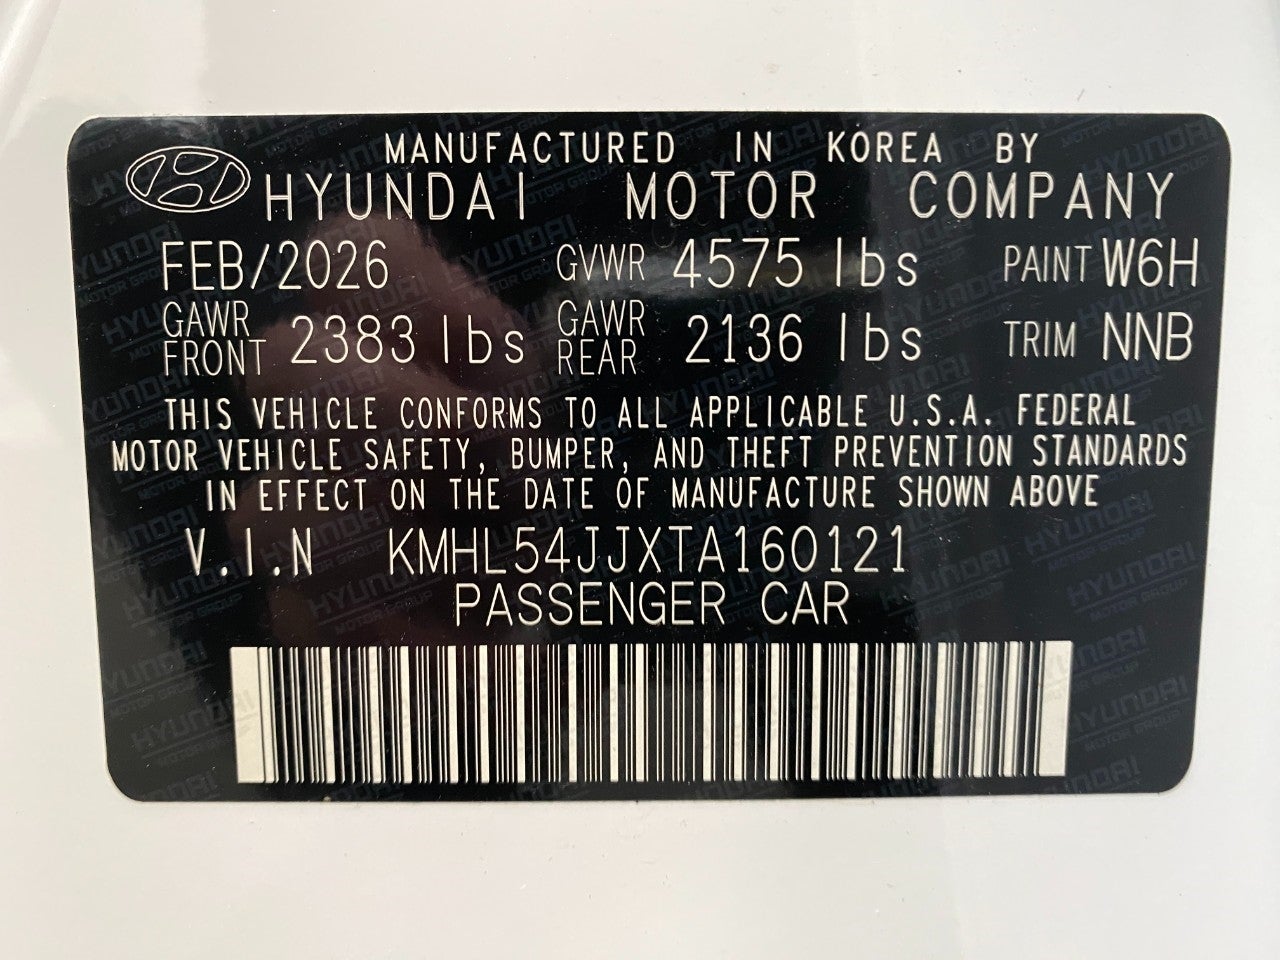 MANUFACTURED IN KOREA BY
HYUNDAI MOTOR COMPANY
FEB/2026 GVWR 4575 lbs PAINT W6H
GAWR FRONT 2383 lbs GAWR REAR 2136 lbs TRIM NNB
THIS VEHICLE CONFORMS TO ALL APPLICABLE U.S.A. FEDERAL
MOTOR VEHICLE SAFETY, BUMPER, AND THEFT PREVENTION STANDARDS
IN EFFECT ON THE DATE OF MANUFACTURE SHOWN ABOVE
V.I.N KMHL54JJXTA160121
PASSENGER CAR